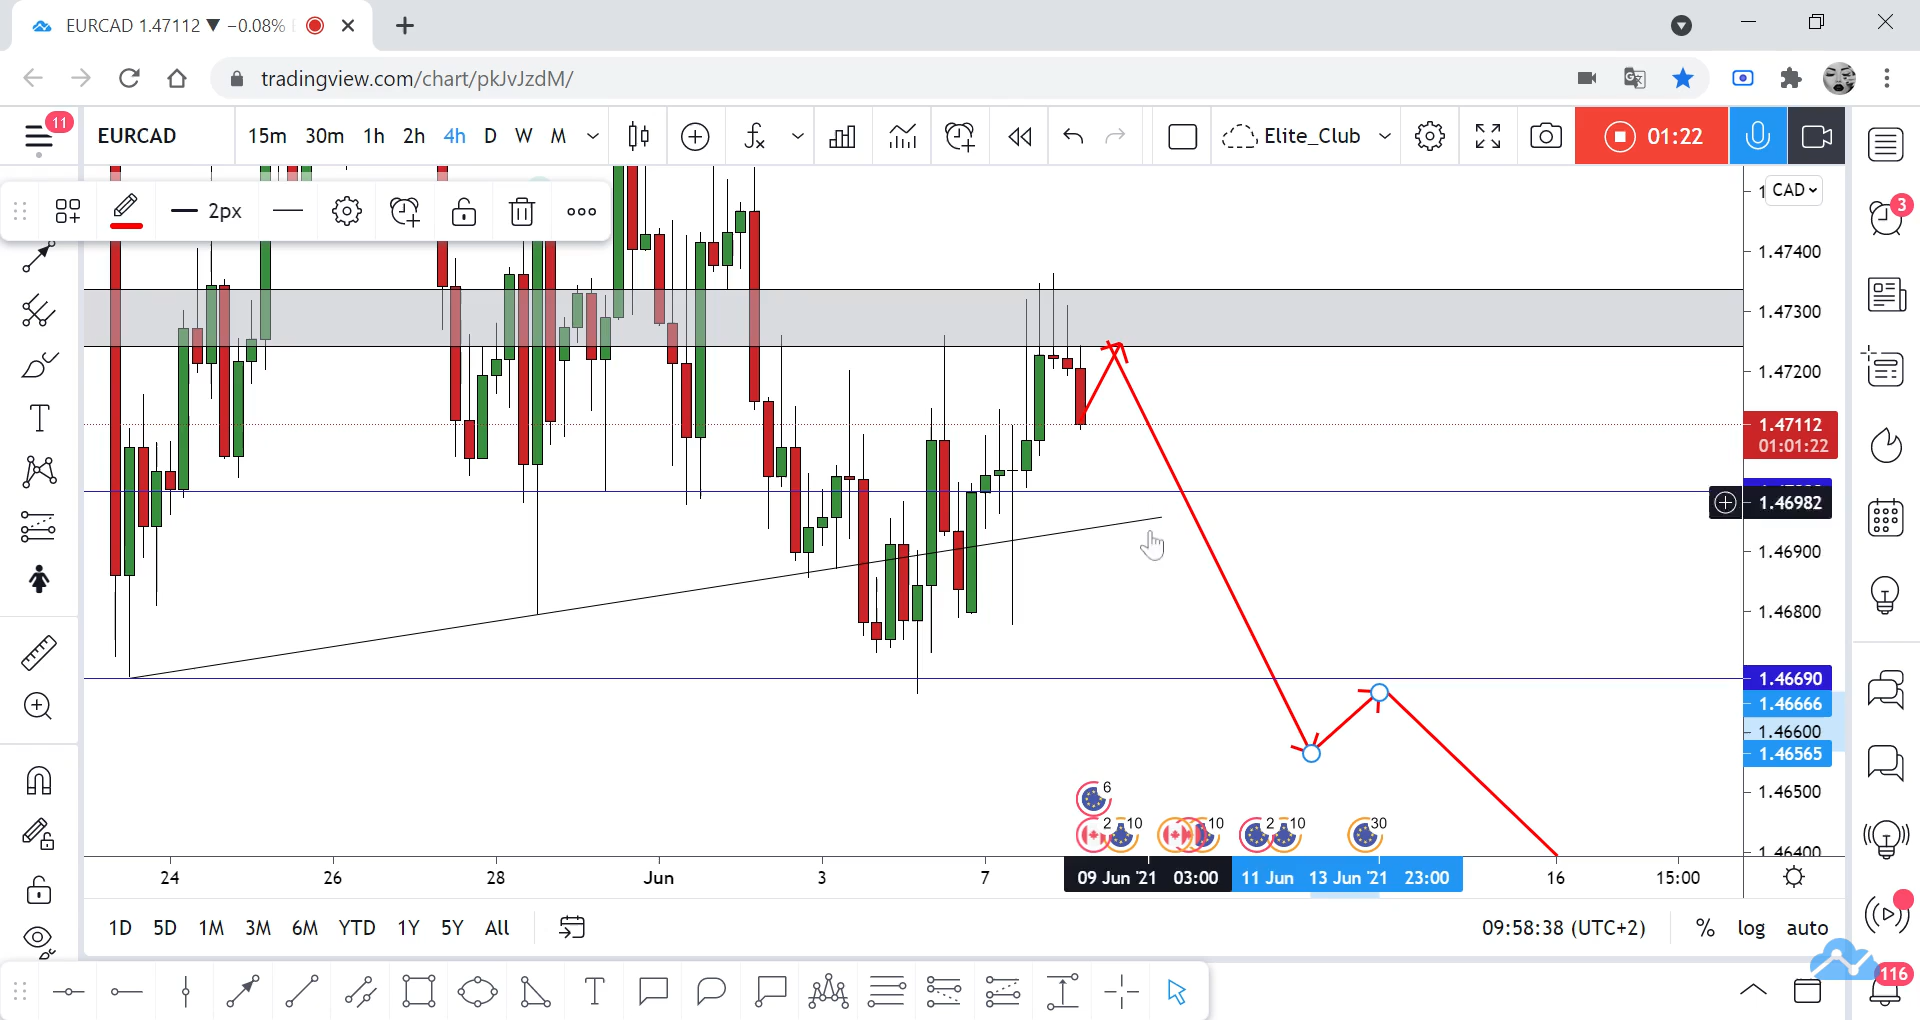 EURCAD 1.47112 ▼ −0.08%
tradingview.com/chart/pkJvJzdM/
11
EURCAD
15m 30m 1h 2h 4h D W M
Elite_Club
01:22
2px
CAD
3
1.47400
1.47300
1.47200
1.47112
01:01:22
1.46982
1.46900
1.46800
1.46690
1.46666
1.46600
1.46565
1.46500
1.46400
6
2 10 10 2 10 30
24 26 28 Jun 3 7 09 Jun '21 03:00 11 Jun 13 Jun '21 23:00 16 15:00
1D 5D 1M 3M 6M YTD 1Y 5Y All
09:58:38 (UTC+2) % log auto
116